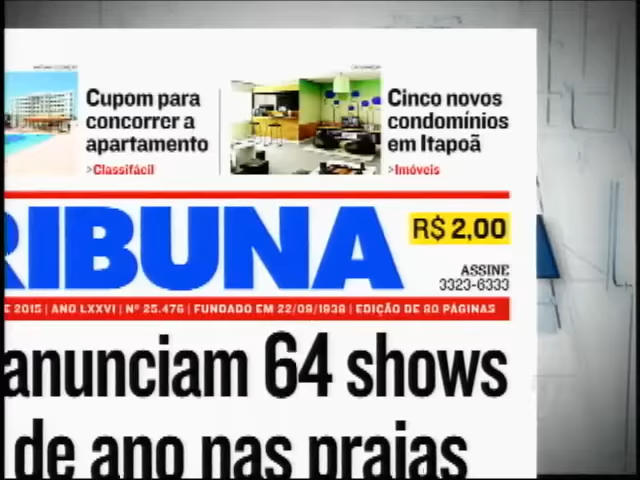 Cupom para
concorrer a
apartamento
>Classifácil
Cinco novos
condomínios
em Itapoã
>Imóveis
RIBUNA
R$ 2,00
ASSINE
3323-6333
E 2015 | ANO LXXVI | Nº 25.476 | FUNDADO EM 22/09/1938 | EDIÇÃO DE 80 PÁGINAS
anunciam 64 shows
de ano nas praias